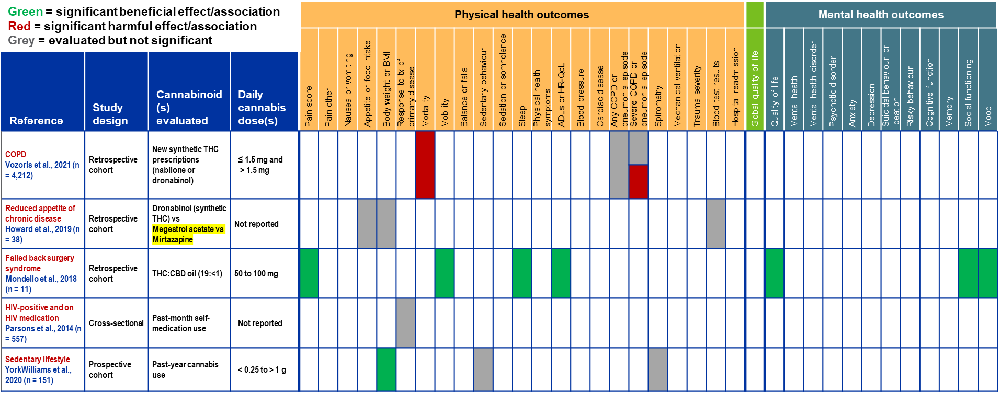 Green = significant beneficial effect/association
Red = significant harmful effect/association
Grey = evaluated but not significant
Physical health outcomes
Mental health outcomes
Reference
Study
design
Cannabinoid
(s)
evaluated
Daily
cannabis
dose(s)
Pain score
Pain other
Nausea or vomiting
Appetite or food intake
Body weight or BMI
Response to tx of
primary disease
Mortality
Mobility
Balance or falls
Sedentary behaviour
Sedation or somnolence
Sleep
Physical health
symptoms
ADLs or HR-QoL
Blood pressure
Cardiac disease
Any COPD or
pneumonia episode
Severe COPD or
pneumonia episode
Spirometry
Mechanical ventilation
Trauma severity
Blood test results
Hospital readmission
Global quality of life
Quality of life
Mental health
Mental health disorder
Psychotic disorder
Anxiety
Depression
Suicidal behaviour or
ideation
Risky behaviour
Cognitive function
Memory
Social functioning
Mood
COPD
Vozoris et al., 2021 (n
= 4,212)
Retrospective
cohort
New synthetic THC
prescriptions
(nabilone or
dronabinol)
≤ 1.5 mg and
> 1.5 mg
Reduced appetite of
chronic disease
Howard et al., 2019 (n
= 38)
Retrospective
cohort
Dronabinol (synthetic
THC) vs
Megestrol acetate vs
Mirtazapine
Not reported
Failed back surgery
syndrome
Mondello et al., 2018
(n = 11)
Retrospective
cohort
THC:CBD oil (19:<1)
50 to 100 mg
HIV-positive and on
HIV medication
Parsons et al., 2014 (n
= 557)
Cross-sectional
Past-month self-
medication use
Not reported
Sedentary lifestyle
YorkWilliams et al.,
2020 (n = 151)
Prospective
cohort
Past-year cannabis
use
< 0.25 to > 1 g